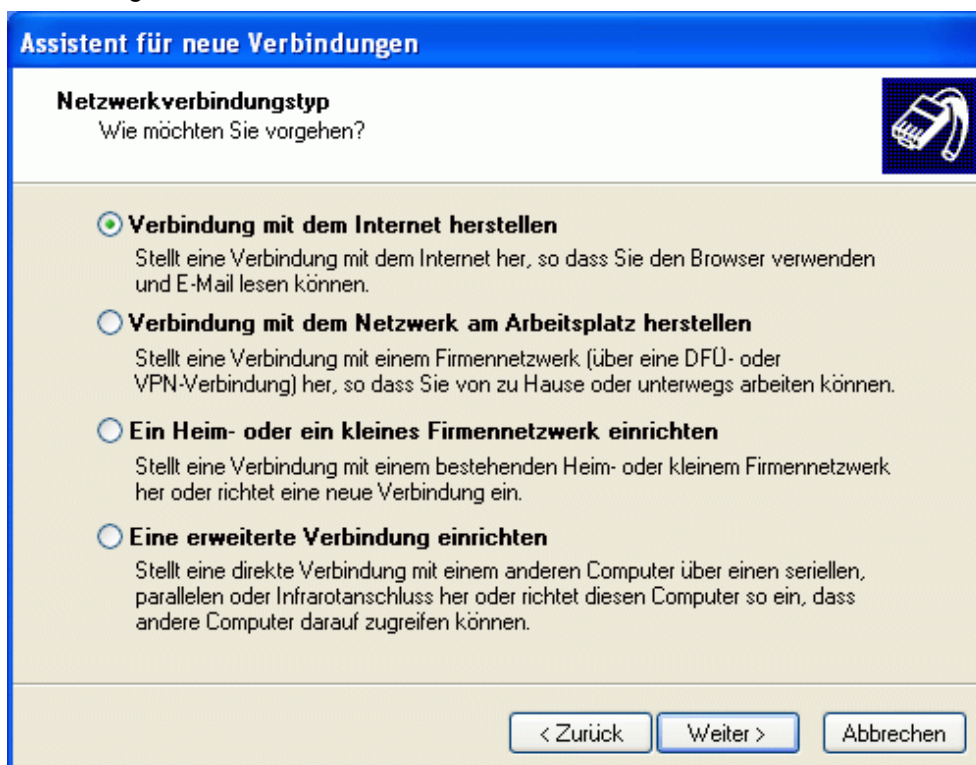 Assistent für neue Verbindungen
Netzwerkverbindungstyp
Wie möchten Sie vorgehen?
Verbindung mit dem Internet herstellen
Stellt eine Verbindung mit dem Internet her, so dass Sie den Browser verwenden
und E-Mail lesen können.
Verbindung mit dem Netzwerk am Arbeitsplatz herstellen
Stellt eine Verbindung mit einem Firmennetzwerk (über eine DFÜ- oder
VPN-Verbindung) her, so dass Sie von zu Hause oder unterwegs arbeiten können.
Ein Heim- oder ein kleines Firmennetzwerk einrichten
Stellt eine Verbindung mit einem bestehenden Heim- oder kleinem Firmennetzwerk
her oder richtet eine neue Verbindung ein.
Eine erweiterte Verbindung einrichten
Stellt eine direkte Verbindung mit einem anderen Computer über einen seriellen,
parallelen oder Infrarotanschluss her oder richtet diesen Computer so ein, dass
andere Computer darauf zugreifen können.
< Zurück Weiter > Abbrechen